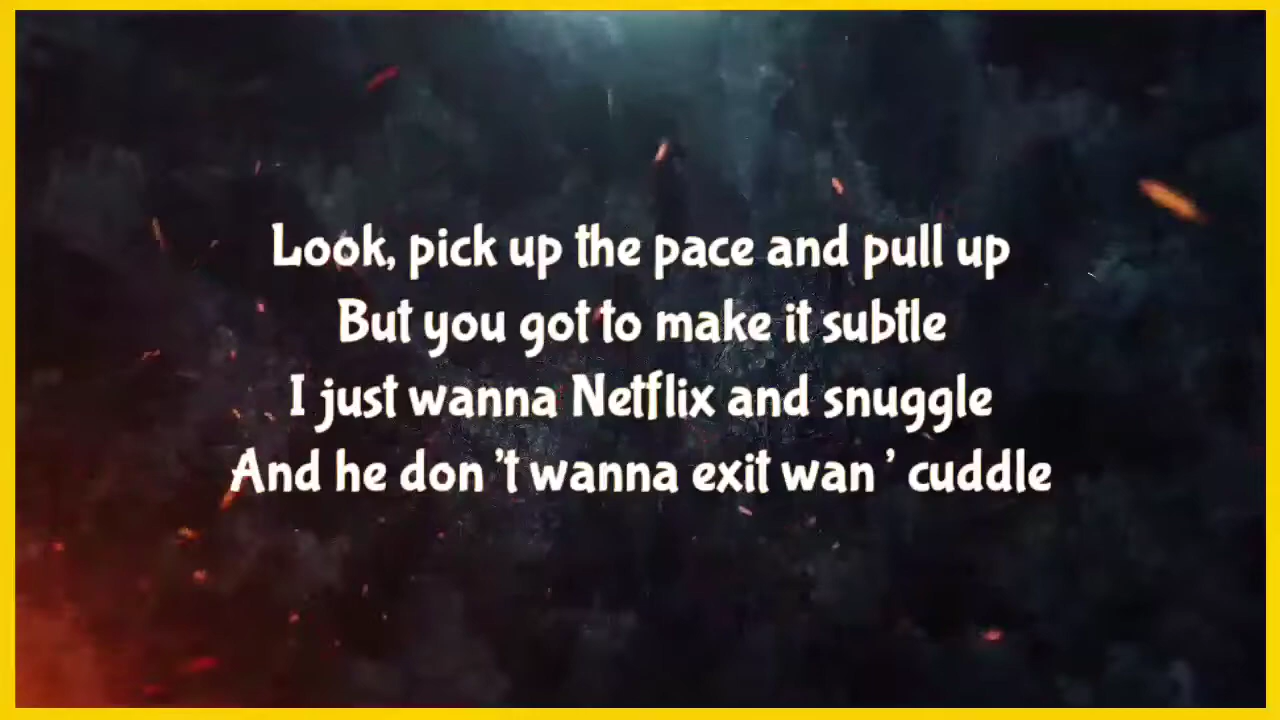 Look, pick up the pace and pull up
But you got to make it subtle
I just wanna Netflix and snuggle
And he don 't wanna exit wan ' cuddle